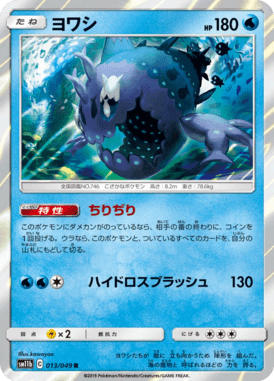 たね ヨワシ HP180
全国図鑑No.746 こざかなポケモン 高さ:8.2m 重さ:78.6kg
特性 ちりぢり
このポケモンにダメカンがのっているなら、相手の番の終わりに、コインを
1回投げる。ウラなら、このポケモンと、ついているすべてのカードを、自分の
山札にもどして切る。
ハイドロスプラッシュ 130
弱点 ×2 抵抗力 にげる
Illus. kawayoo
ヨワシたちが 敵に 立ち向かうため 陣形を 組んだ。
sm11b C 013/049 R
©2019 Pokémon/Nintendo/Creatures/GAME FREAK.